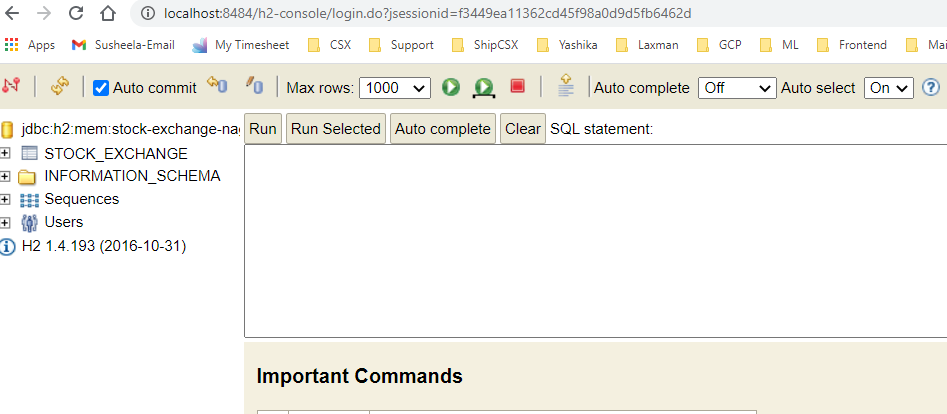 localhost:8484/h2-console/login.do?jsessionid=f3449ea11362cd45f98a0d9d5fb6462d
Apps Susheela-Email My Timesheet CSX Support ShipCSX Yashika Laxman GCP ML Frontend Mai
Auto commit Max rows: 1000 Auto complete Off Auto select On ?
jdbc:h2:mem:stock-exchange-nag Run Run Selected Auto complete Clear SQL statement:
STOCK_EXCHANGE
INFORMATION_SCHEMA
Sequences
Users
H2 1.4.193 (2016-10-31)
Important Commands